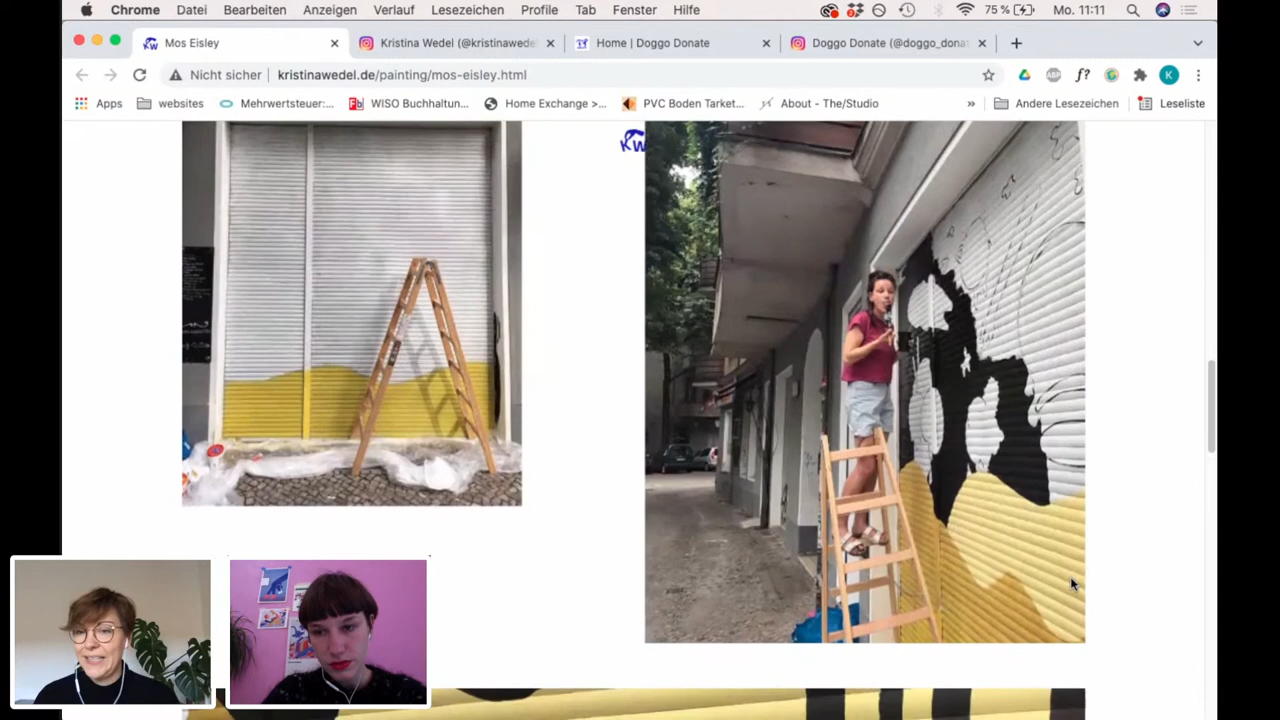 Chrome Datei Bearbeiten Anzeigen Verlauf Lesezeichen Profile Tab Fenster Hilfe 75 % Mo. 11:11
Mos Eisley Kristina Wedel (@kristinawede Home | Doggo Donate Doggo Donate (@doggo_dona
Nicht sicher kristinawedel.de/painting/mos-eisley.html ABP f? K
Apps websites Mehrwertsteuer:... WISO Buchhaltun... Home Exchange >... PVC Boden Tarket... About - The/Studio » Andere Lesezeichen Leseliste
KW